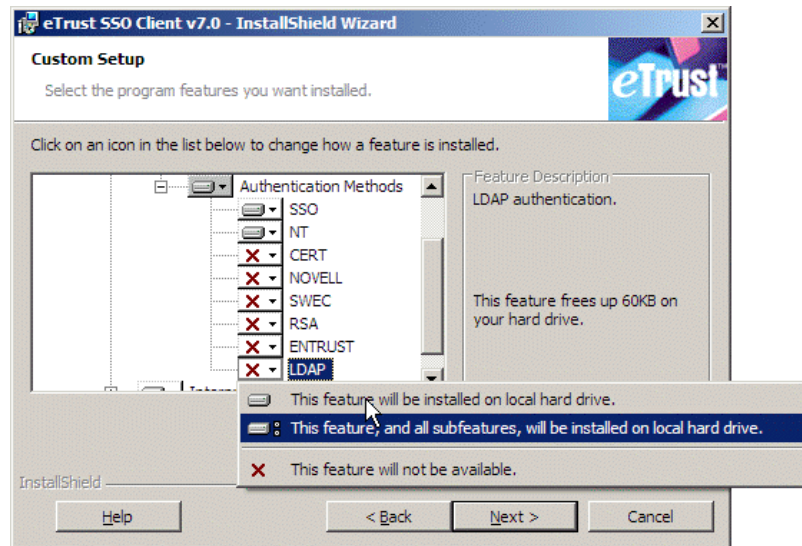 eTrust SSO Client v7.0 - InstallShield Wizard
Custom Setup
Select the program features you want installed.
eTrust
Click on an icon in the list below to change how a feature is installed.
Authentication Methods
SSO
NT
CERT
NOVELL
SWEC
RSA
ENTRUST
LDAP
Feature Description
LDAP authentication.
This feature frees up 60KB on
your hard drive.
This feature will be installed on local hard drive.
This feature, and all subfeatures, will be installed on local hard drive.
This feature will not be available.
InstallShield
Help
< Back
Next >
Cancel